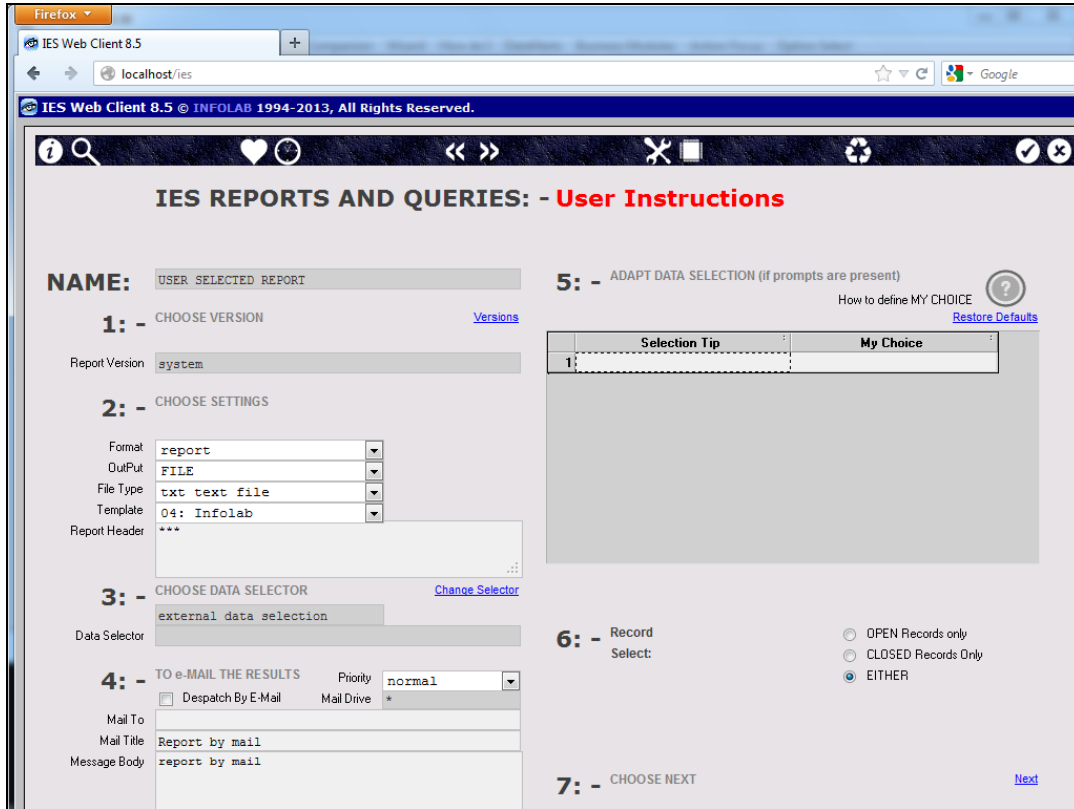 Firefox
IES Web Client 8.5
+
localhost/ies
Google
IES Web Client 8.5 © INFOLAB 1994-2013, All Rights Reserved.
IES REPORTS AND QUERIES: - User Instructions
NAME: USER SELECTED REPORT
1: - CHOOSE VERSION Versions
Report Version system
2: - CHOOSE SETTINGS
Format report
OutPut FILE
File Type txt text file
Template 04: Infolab
Report Header ***
3: - CHOOSE DATA SELECTOR Change Selector
external data selection
Data Selector
4: - TO e-MAIL THE RESULTS Priority normal
Despatch By E-Mail Mail Drive *
Mail To
Mail Title Report by mail
Message Body report by mail
5: - ADAPT DATA SELECTION (if prompts are present)
How to define MY CHOICE ?
Restore Defaults
Selection Tip My Choice
1
6: - Record Select:
OPEN Records only
CLOSED Records Only
EITHER
7: - CHOOSE NEXT Next